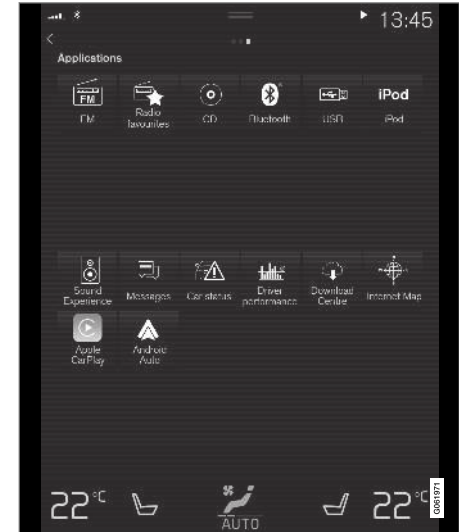 13:45
Applications
FM
FM
Radio
favourites
CD
Bluetooth
USB
iPod
iPod
Sound
Experience
Messages
Car status
Driver
performance
Download
Centre
Internet Map
Apple
CarPlay
Android
Auto
22°C
AUTO
22°C
G061971